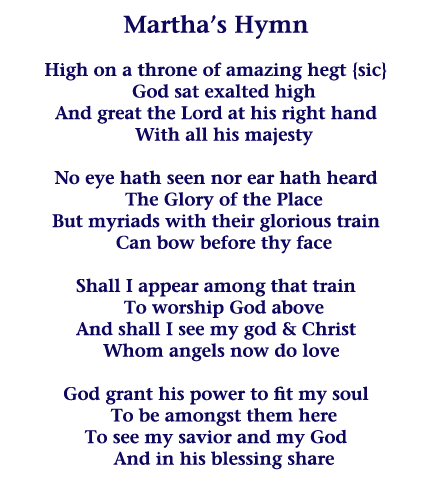 Martha's Hymn
High on a throne of amazing hegt {sic}
God sat exalted high
And great the Lord at his right hand
With all his majesty
No eye hath seen nor ear hath heard
The Glory of the Place
But myriads with their glorious train
Can bow before thy face
Shall I appear among that train
To worship God above
And shall I see my god & Christ
Whom angels now do love
God grant his power to fit my soul
To be amongst them here
To see my savior and my God
And in his blessing share